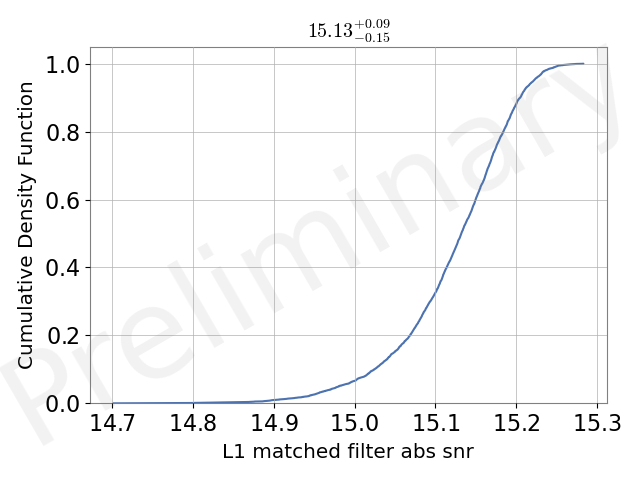 15.13+0.09−0.15
1.0
0.8
0.6
0.4
0.2
0.0
Cumulative Density Function
14.7 14.8 14.9 15.0 15.1 15.2 15.3
L1 matched filter abs snr
Preliminary